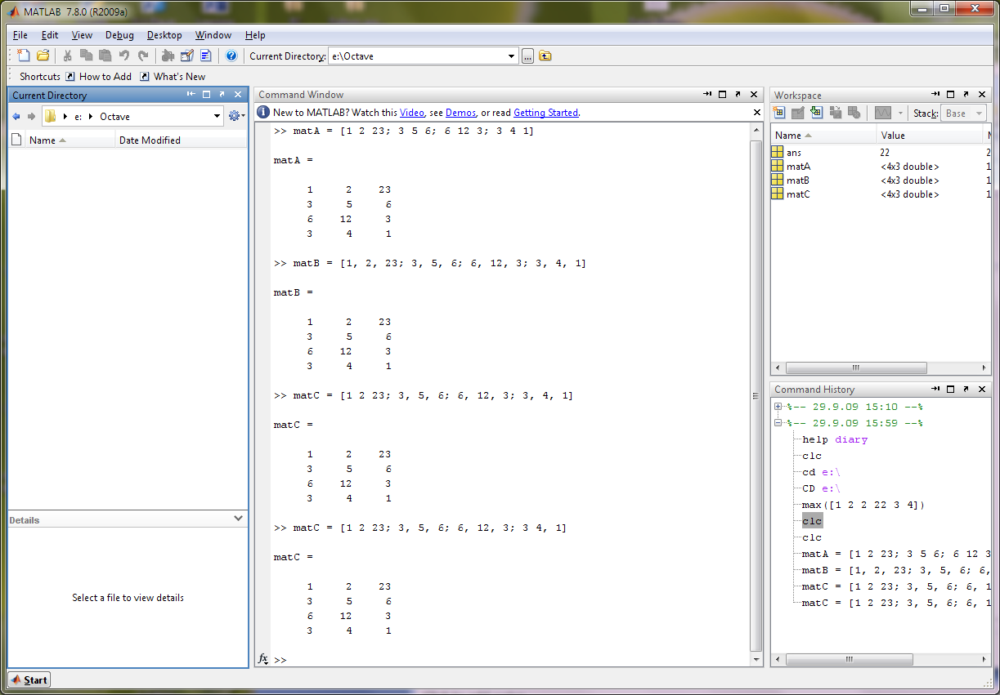 MATLAB 7.8.0 (R2009a)
File Edit View Debug Desktop Window Help
Current Directory: e:\Octave
Shortcuts How to Add What's New
Current Directory
e: Octave
Name Date Modified
Details
Select a file to view details
Command Window
New to MATLAB? Watch this Video, see Demos, or read Getting Started.
>> matA = [1 2 23; 3 5 6; 6 12 3; 3 4 1]
matA =
1 2 23
3 5 6
6 12 3
3 4 1
>> matB = [1, 2, 23; 3, 5, 6; 6, 12, 3; 3, 4, 1]
matB =
1 2 23
3 5 6
6 12 3
3 4 1
>> matC = [1 2 23; 3, 5, 6; 6, 12, 3; 3, 4, 1]
matC =
1 2 23
3 5 6
6 12 3
3 4 1
>> matC = [1 2 23; 3, 5, 6; 6, 12, 3; 3 4, 1]
matC =
1 2 23
3 5 6
6 12 3
3 4 1
fx >>
Workspace
Stack: Base
Name Value
ans 22 2
matA <4x3 double> 1
matB <4x3 double> 1
matC <4x3 double> 1
Command History
%-- 29.9.09 15:10 --%
%-- 29.9.09 15:59 --%
help diary
clc
cd e:\
CD e:\
max([1 2 2 22 3 4])
clc
clc
matA = [1 2 23; 3 5 6; 6 12 3
matB = [1, 2, 23; 3, 5, 6; 6,
matC = [1 2 23; 3, 5, 6; 6, 1
matC = [1 2 23; 3, 5, 6; 6, 1
Start